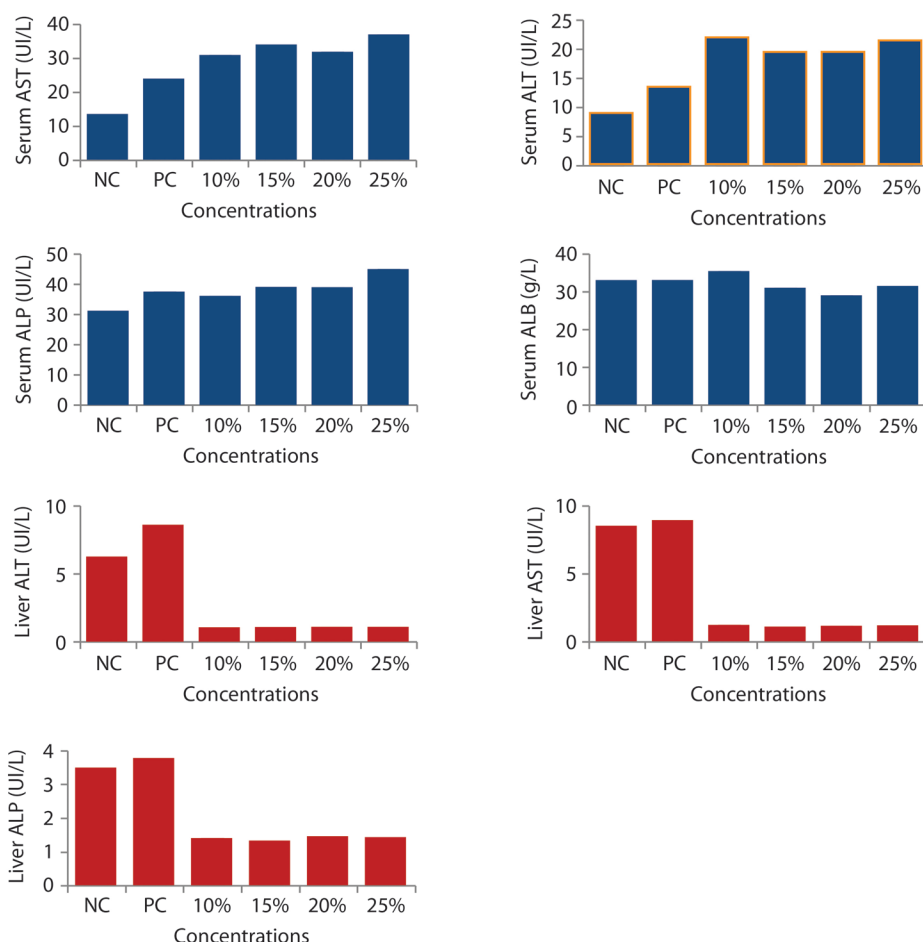 Serum AST (UI/L)
40
30
20
10
0
NC PC 10% 15% 20% 25%
Concentrations
Serum ALT (UI/L)
25
20
15
10
5
0
NC PC 10% 15% 20% 25%
Concentrations
Serum ALP (UI/L)
50
40
30
20
10
0
NC PC 10% 15% 20% 25%
Concentrations
Serum ALB (g/L)
40
30
20
10
0
NC PC 10% 15% 20% 25%
Concentrations
Liver ALT (UI/L)
10
5
0
NC PC 10% 15% 20% 25%
Concentrations
Liver AST (UI/L)
10
5
0
NC PC 10% 15% 20% 25%
Concentrations
Liver ALP (UI/L)
4
3
2
1
0
NC PC 10% 15% 20% 25%
Concentrations